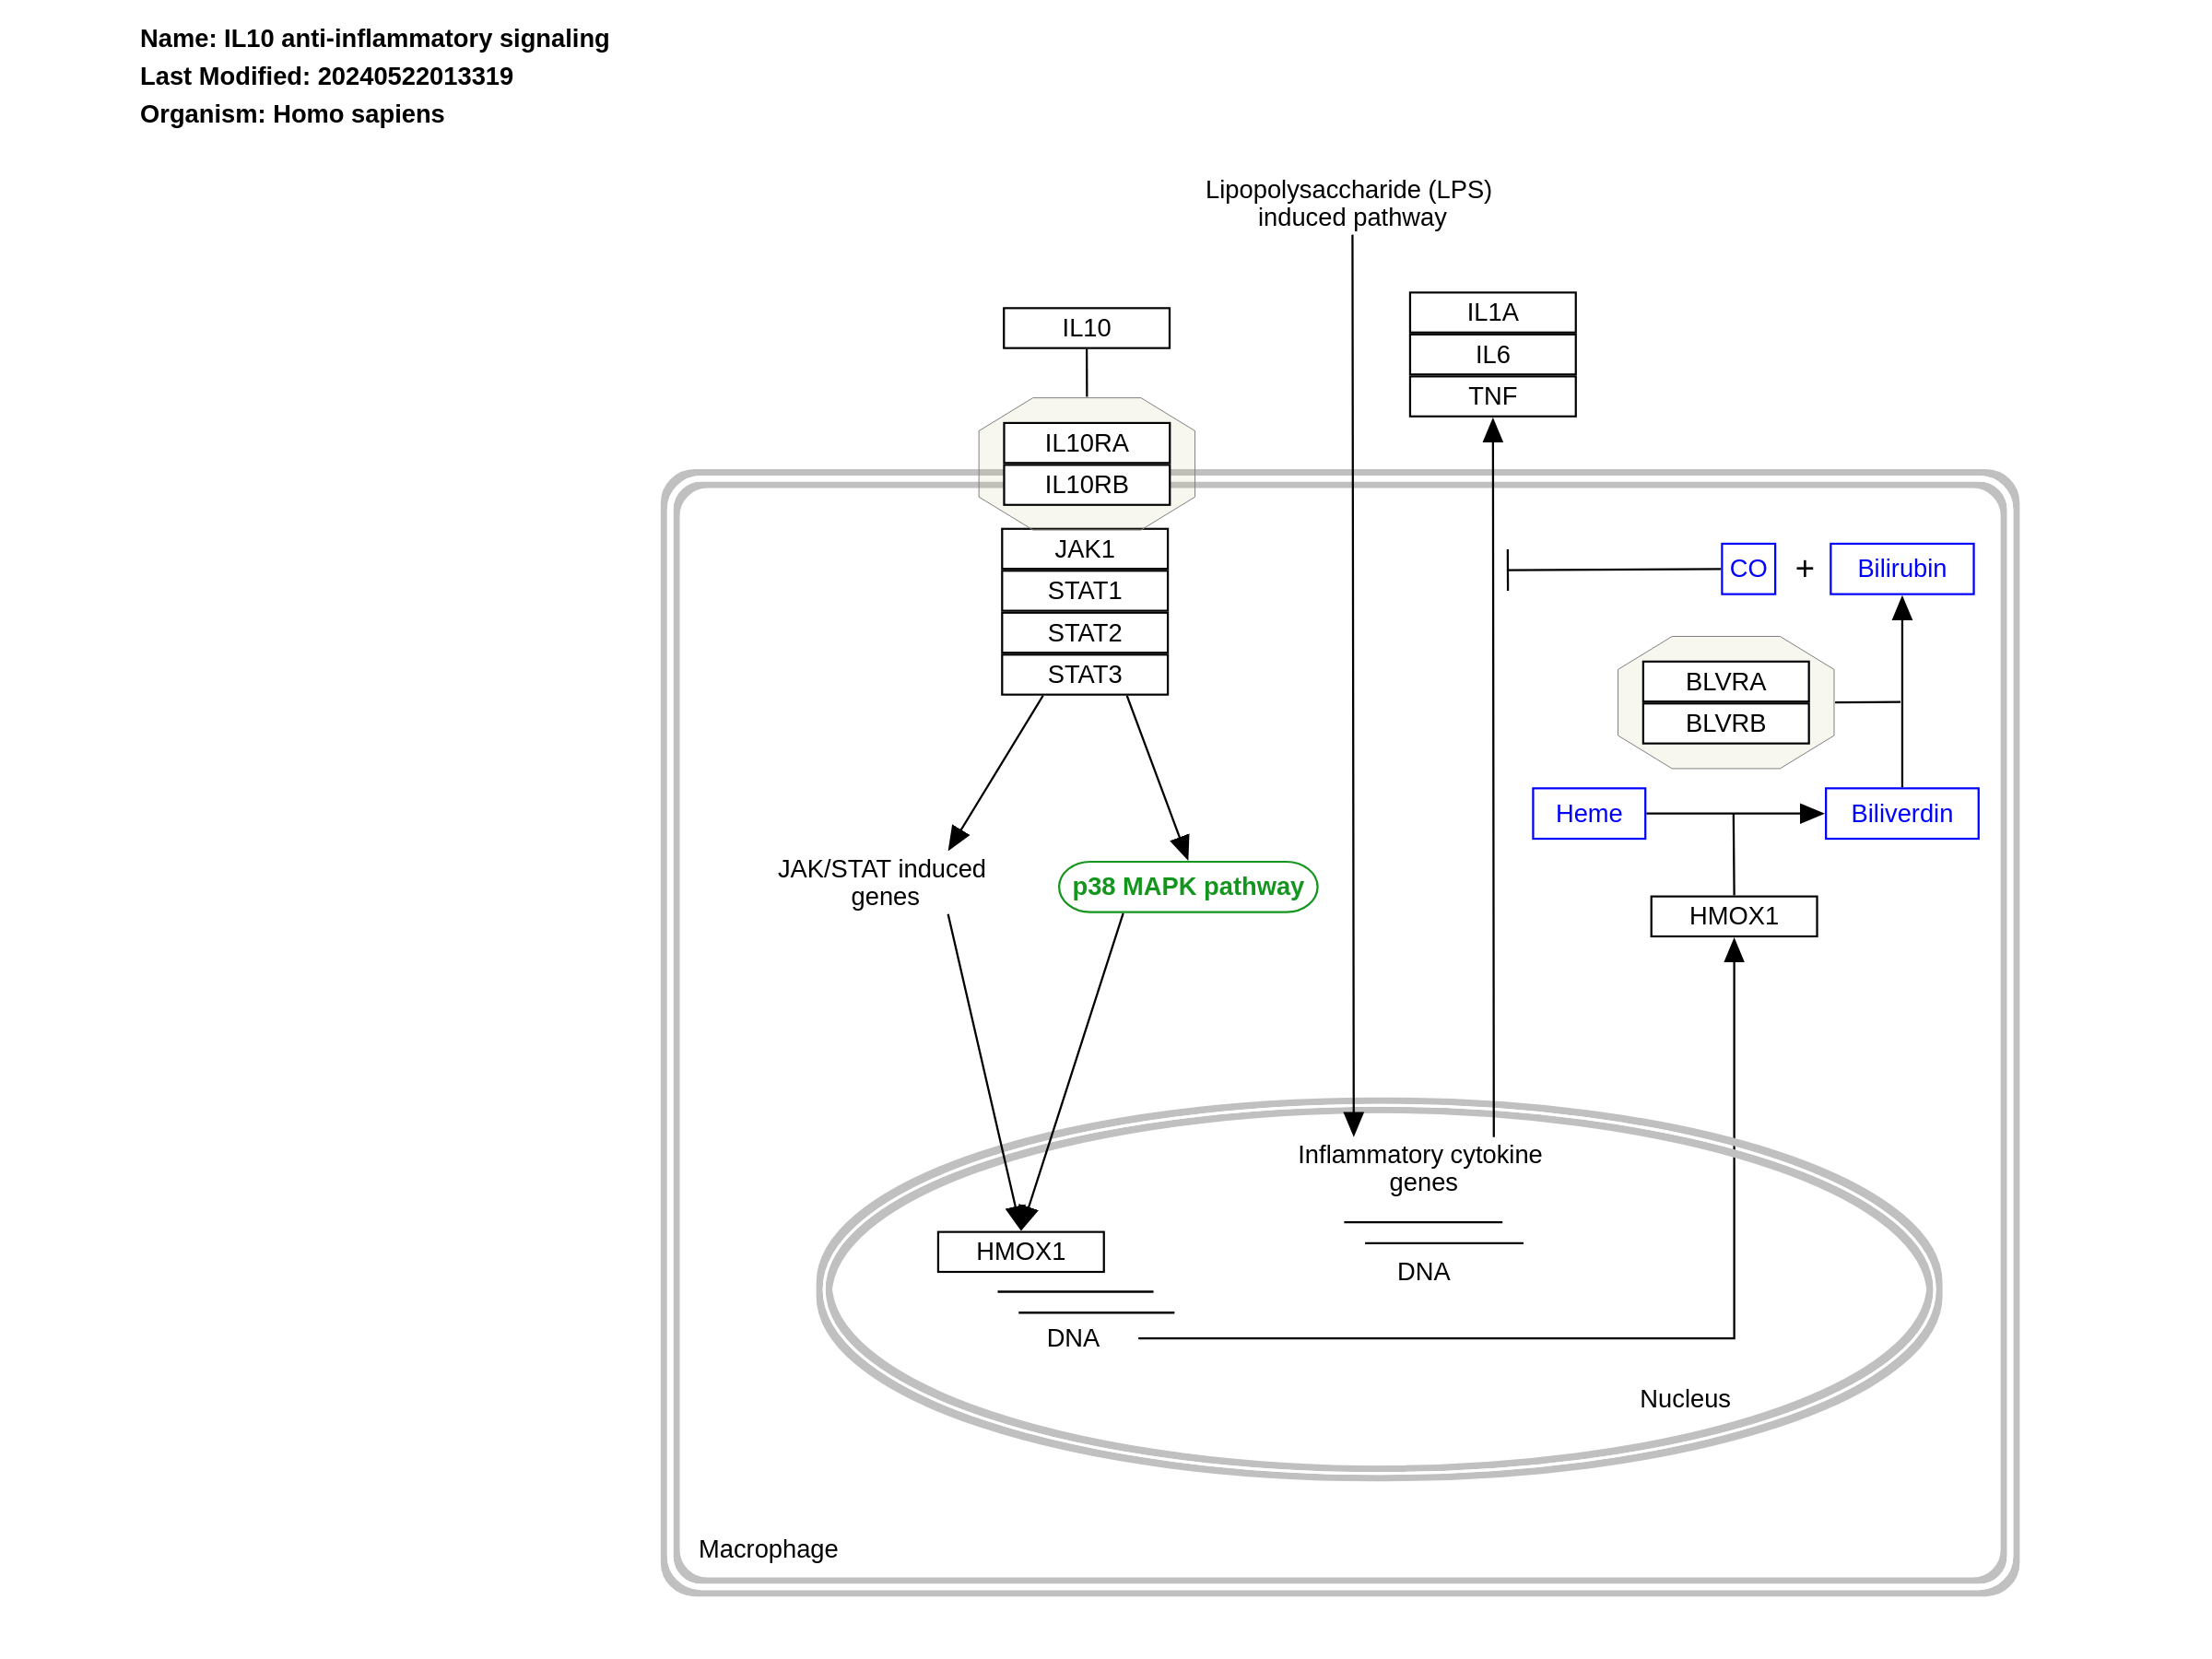 Name: IL10 anti-inflammatory signaling
Last Modified: 20240522013319
Organism: Homo sapiens
Lipopolysaccharide (LPS)
induced pathway
IL10
IL1A
IL6
TNF
IL10RA
IL10RB
JAK1
STAT1
STAT2
STAT3
CO + Bilirubin
BLVRA
BLVRB
Heme
Biliverdin
JAK/STAT induced
genes
p38 MAPK pathway
HMOX1
Inflammatory cytokine
genes
DNA
HMOX1
DNA
Nucleus
Macrophage